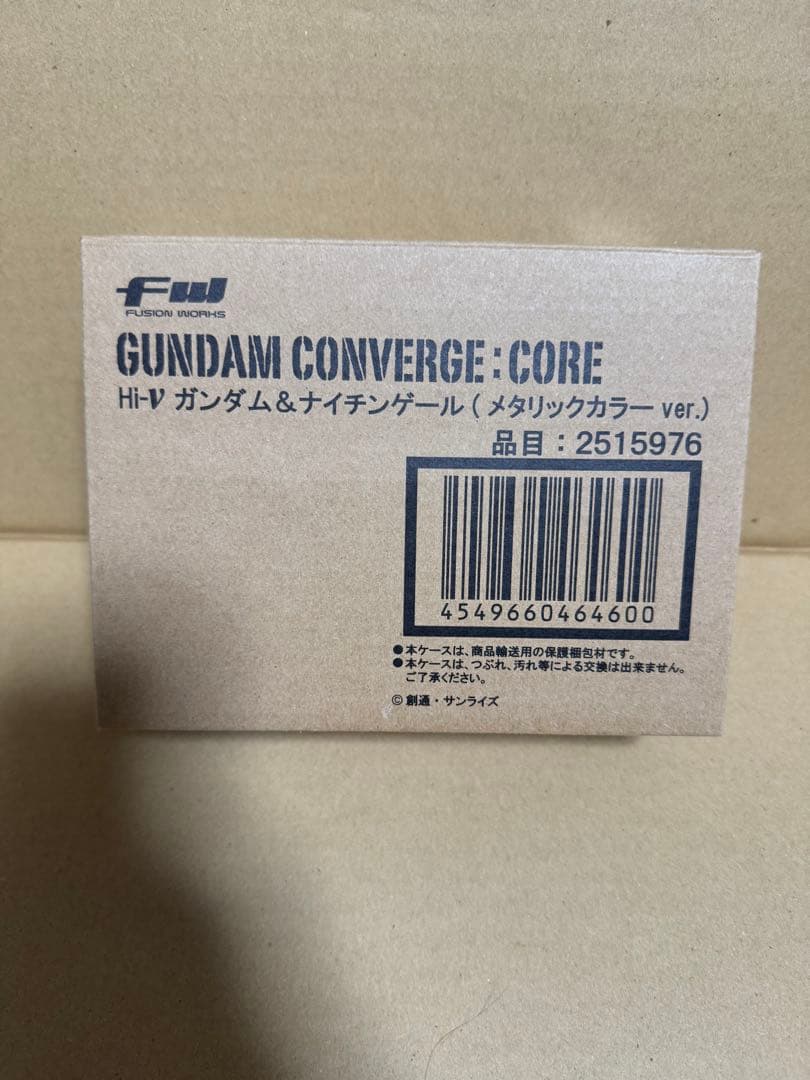 fw
FUSION WORKS
GUNDAM CONVERGE:CORE
Hi-ν ガンダム&ナイチンゲール(メタリックカラー ver.)
品目:2515976
4549660464600
●本ケースは、商品輸送用の保護梱包材です。
●本ケースは、つぶれ、汚れ等による交換は出来ません。
ご了承ください。
©創通・サンライズ